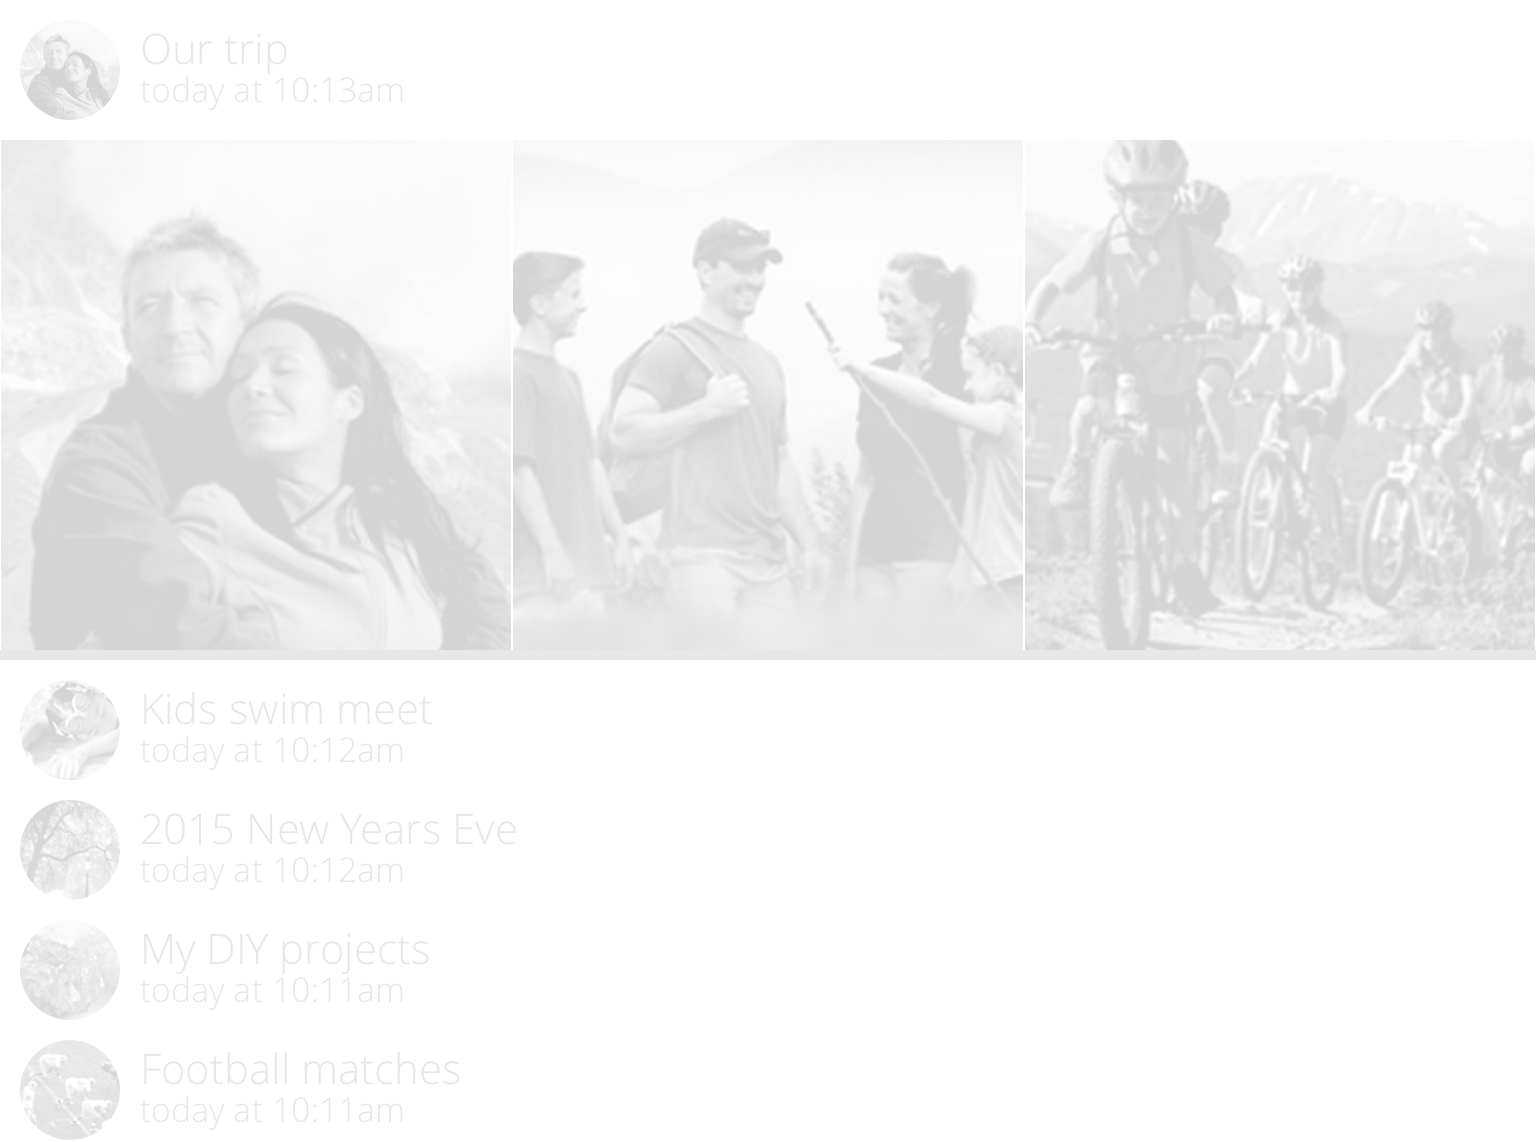 Our trip
today at 10:13am
Kids swim meet
today at 10:12am
2015 New Years Eve
today at 10:12am
My DIY projects
today at 10:11am
Football matches
today at 10:11am